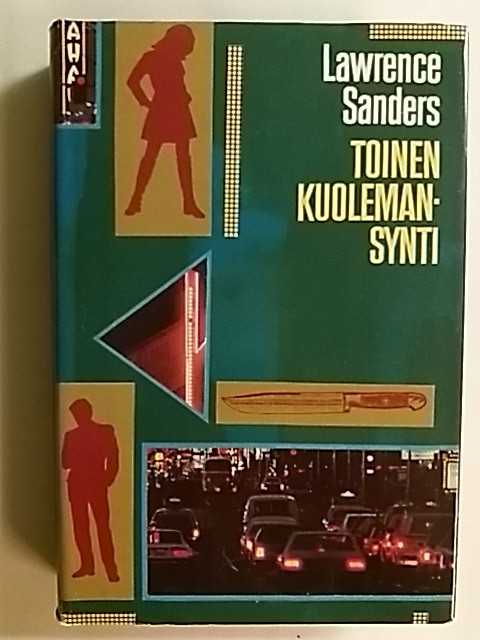 Lawrence
Sanders
TOINEN
KUOLEMAN-
SYNTI